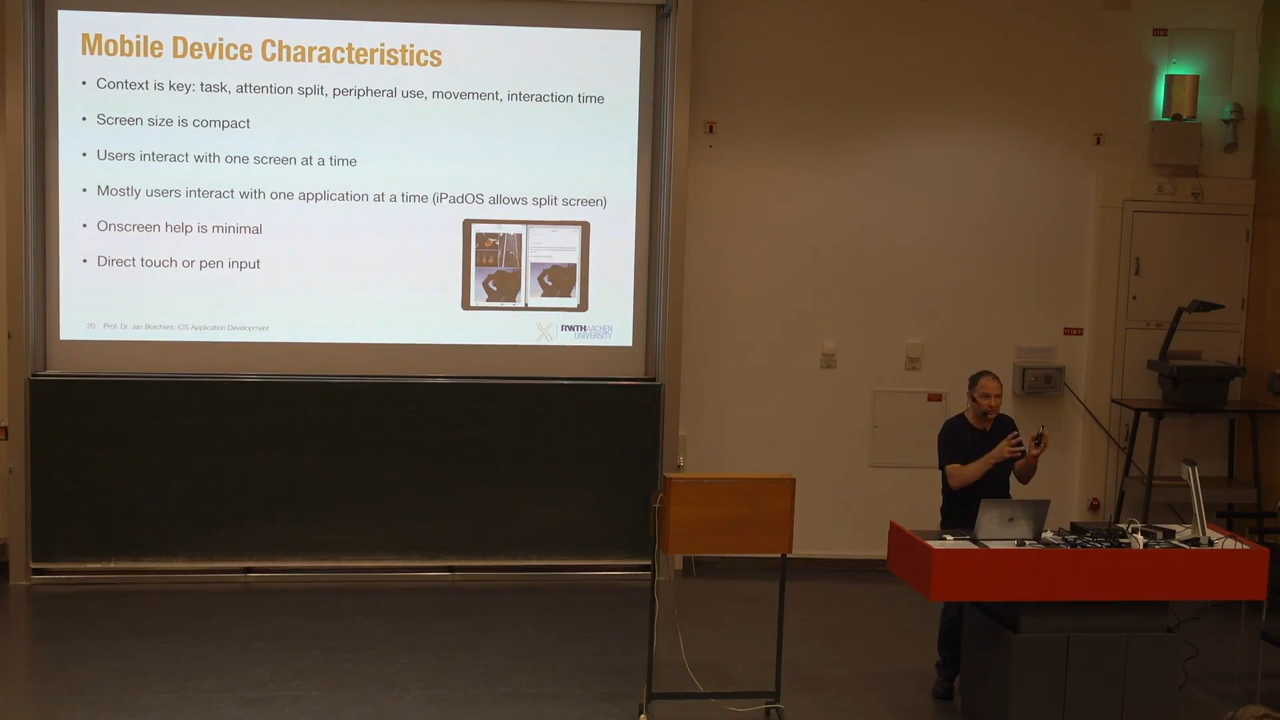 Mobile Device Characteristics
• Context is key: task, attention split, peripheral use, movement, interaction time
• Screen size is compact
• Users interact with one screen at a time
• Mostly users interact with one application at a time (iPadOS allows split screen)
• Onscreen help is minimal
• Direct touch or pen input
20 Prof. Dr. Jan Borchers: iOS Application Development
RWTH AACHEN
UNIVERSITY